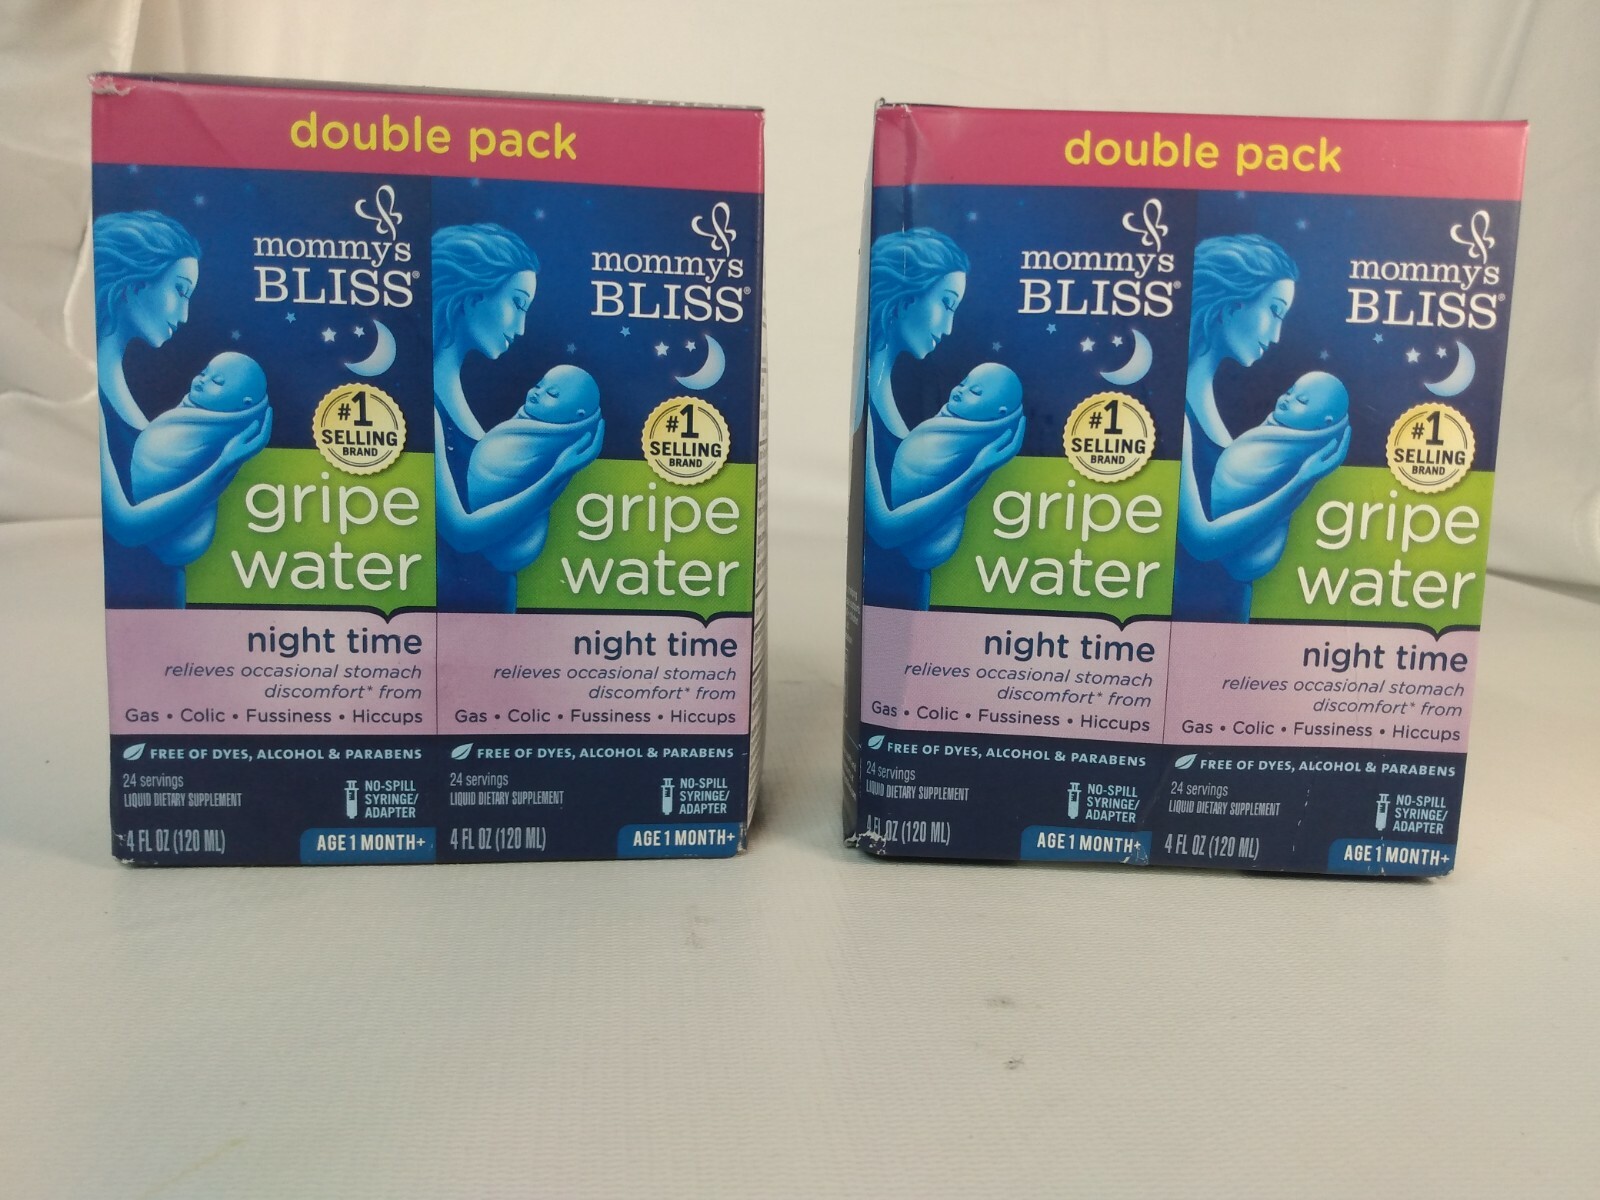 double pack
mommy's
BLISS®
#1
SELLING
BRAND
gripe
water
night time
relieves occasional stomach
discomfort* from
Gas • Colic • Fussiness • Hiccups
FREE OF DYES, ALCOHOL & PARABENS
24 servings
LIQUID DIETARY SUPPLEMENT
NO-SPILL
SYRINGE/
ADAPTER
4 FL OZ (120 ML)
AGE 1 MONTH+
mommy's
BLISS®
#1
SELLING
BRAND
gripe
water
night time
relieves occasional stomach
discomfort* from
Gas • Colic • Fussiness • Hiccups
FREE OF DYES, ALCOHOL & PARABENS
24 servings
LIQUID DIETARY SUPPLEMENT
NO-SPILL
SYRINGE/
ADAPTER
4 FL OZ (120 ML)
AGE 1 MONTH+
double pack
mommy's
BLISS®
#1
SELLING
BRAND
gripe
water
night time
relieves occasional stomach
discomfort* from
Gas • Colic • Fussiness • Hiccups
FREE OF DYES, ALCOHOL & PARABENS
24 servings
LIQUID DIETARY SUPPLEMENT
NO-SPILL
SYRINGE/
ADAPTER
4 FL OZ (120 ML)
AGE 1 MONTH+
mommy's
BLISS®
#1
SELLING
BRAND
gripe
water
night time
relieves occasional stomach
discomfort* from
Gas • Colic • Fussiness • Hiccups
FREE OF DYES, ALCOHOL & PARABENS
24 servings
LIQUID DIETARY SUPPLEMENT
NO-SPILL
SYRINGE/
ADAPTER
4 FL OZ (120 ML)
AGE 1 MONTH+